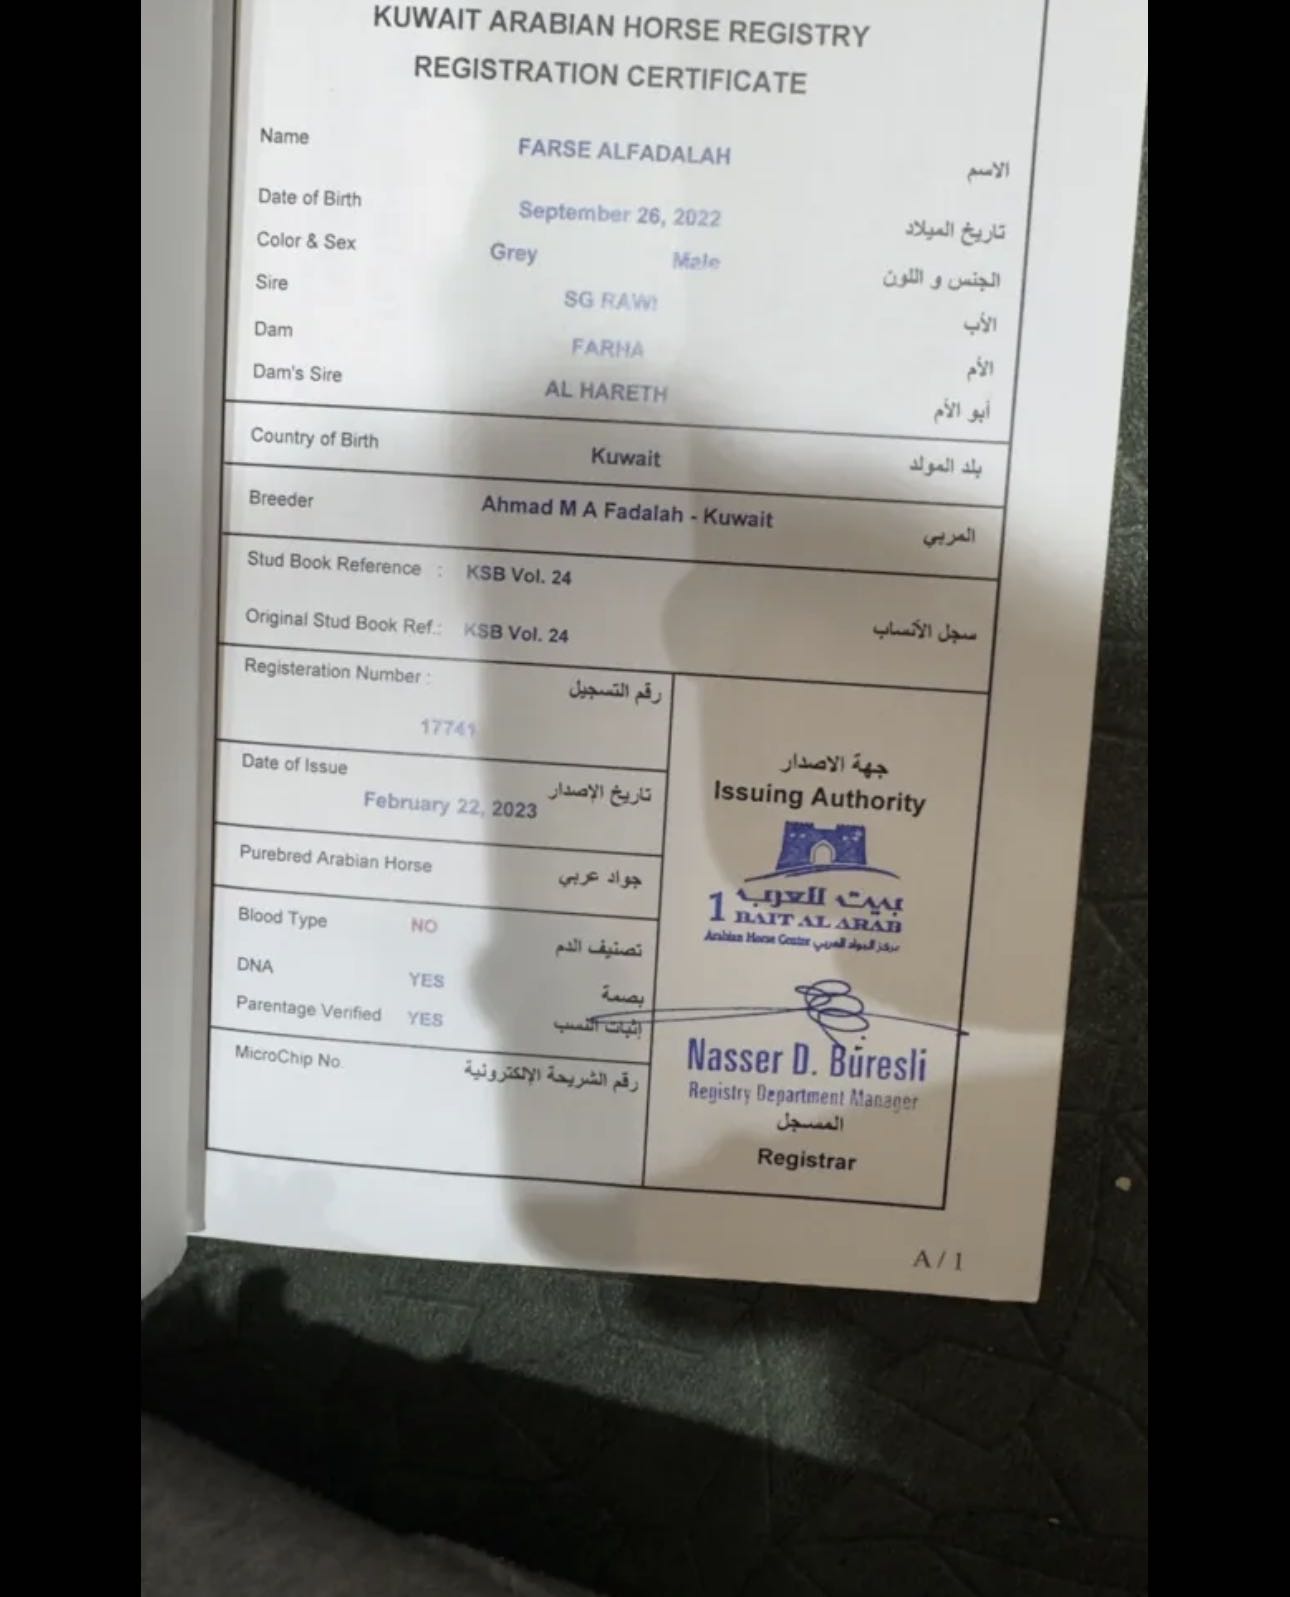 KUWAIT ARABIAN HORSE REGISTRY
REGISTRATION CERTIFICATE
Name FARSE ALFADALAH الاسم
Date of Birth September 26, 2022 تاريخ الميلاد
Color & Sex Grey Male الجنس و اللون
Sire SG RAWI الأب
Dam FARHA الأم
Dam's Sire AL HARETH أبو الأم
Country of Birth Kuwait بلد المولد
Breeder Ahmad M A Fadalah - Kuwait المربي
Stud Book Reference : KSB Vol. 24
Original Stud Book Ref.: KSB Vol. 24 سجل الأنساب
Registeration Number : رقم التسجيل
17741
Date of Issue تاريخ الإصدار
February 22, 2023
Purebred Arabian Horse جواد عربي
Blood Type NO تصنيف الدم
DNA YES بصمة
Parentage Verified YES إثبات النسب
MicroChip No. رقم الشريحة الإلكترونية
جهة الاصدار
Issuing Authority
بيت العرب
1 BAIT AL ARAB
Arabian Horse Center مركز الجواد العربي
Nasser D. Buresli
Registry Department Manager
المسجل
Registrar
A / 1